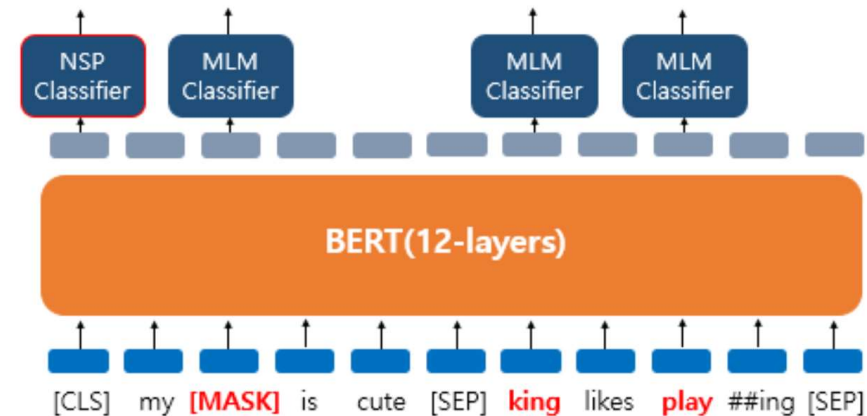 NSP
Classifier
MLM
Classifier
MLM
Classifier
MLM
Classifier
BERT(12-layers)
[CLS] my [MASK] is cute [SEP] king likes play ##ing [SEP]